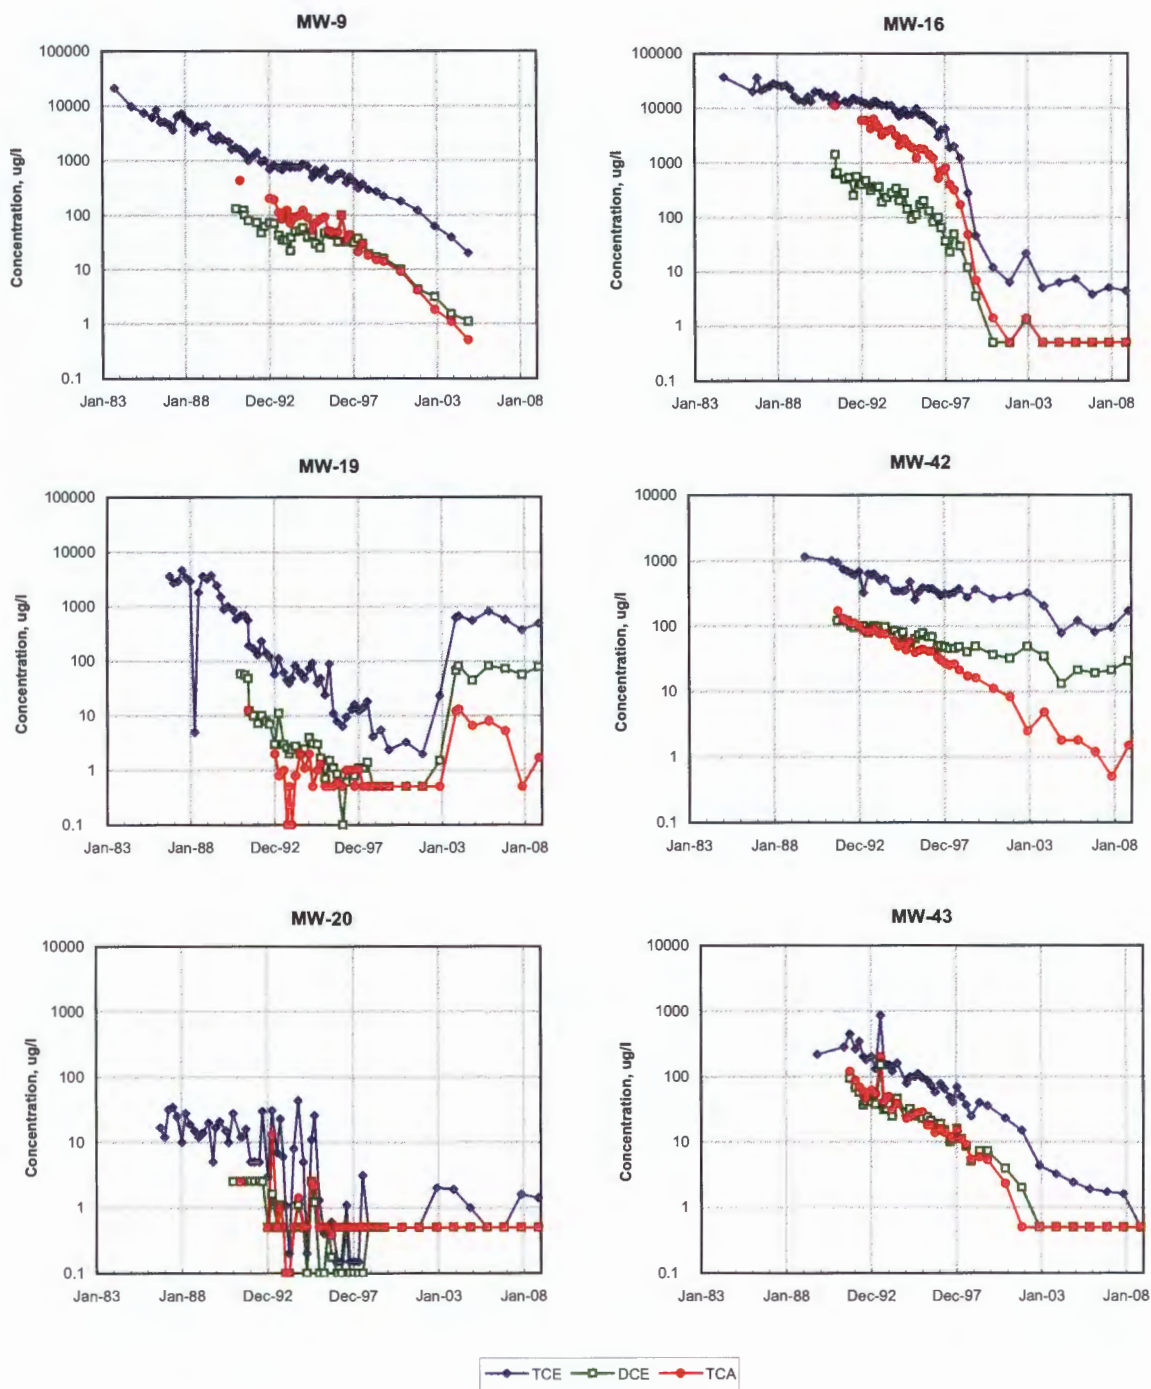 MW-9
Concentration, ug/l
100000
10000
1000
100
10
1
0.1
Jan-83 Jan-88 Dec-92 Dec-97 Jan-03 Jan-08
MW-16
Concentration, ug/l
100000
10000
1000
100
10
1
0.1
Jan-83 Jan-88 Dec-92 Dec-97 Jan-03 Jan-08
MW-19
Concentration, ug/l
100000
10000
1000
100
10
1
0.1
Jan-83 Jan-88 Dec-92 Dec-97 Jan-03 Jan-08
MW-42
Concentration, ug/l
10000
1000
100
10
1
0.1
Jan-83 Jan-88 Dec-92 Dec-97 Jan-03 Jan-08
MW-20
Concentration, ug/l
10000
1000
100
10
1
0.1
Jan-83 Jan-88 Dec-92 Dec-97 Jan-03 Jan-08
MW-43
Concentration, ug/l
10000
1000
100
10
1
0.1
Jan-83 Jan-88 Dec-92 Dec-97 Jan-03 Jan-08
TCE DCE TCA